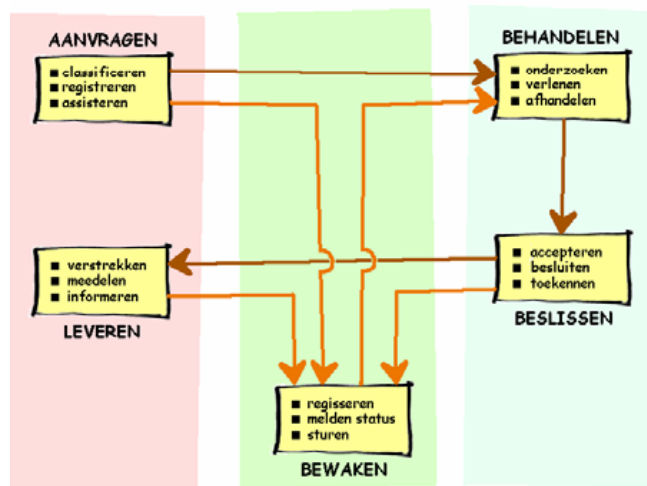 AANVRAGEN
■ classificeren
■ registreren
■ assisteren
BEHANDELEN
■ onderzoeken
■ verlenen
■ afhandelen
■ verstrekken
■ meedelen
■ informeren
LEVEREN
■ accepteren
■ besluiten
■ toekennen
BESLISSEN
■ regisseren
■ melden status
■ sturen
BEWAKEN